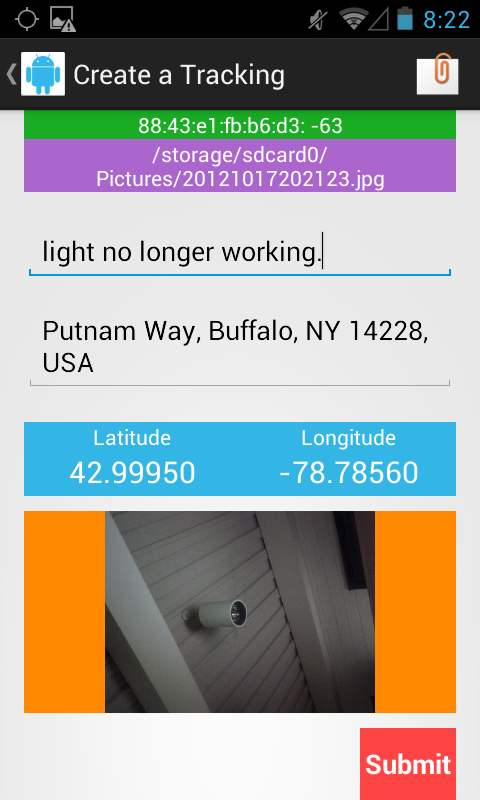 8:22
Create a Tracking
88:43:e1:fb:b6:d3: -63
/storage/sdcard0/
Pictures/20121017202123.jpg
light no longer working.
Putnam Way, Buffalo, NY 14228,
USA
Latitude Longitude
42.99950 -78.78560
Submit